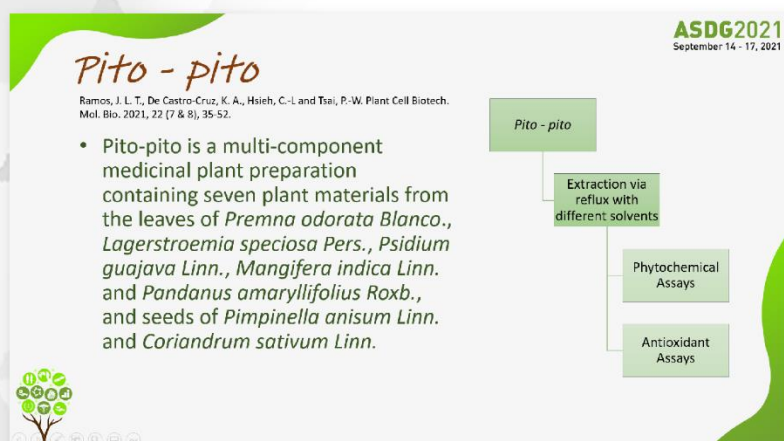 ASDG2021
September 14 - 17, 2021
Pito - pito
Ramos, J. L. T., De Castro-Cruz, K. A., Hsieh, C.-L and Tsai, P.-W. Plant Cell Biotech.
Mol. Bio. 2021, 22 (7 & 8), 35-52.
• Pito-pito is a multi-component
medicinal plant preparation
containing seven plant materials from
the leaves of Premna odorata Blanco.,
Lagerstroemia speciosa Pers., Psidium
guajava Linn., Mangifera indica Linn.
and Pandanus amaryllifolius Roxb.,
and seeds of Pimpinella anisum Linn.
and Coriandrum sativum Linn.
Pito - pito
Extraction via
reflux with
different solvents
Phytochemical
Assays
Antioxidant
Assays